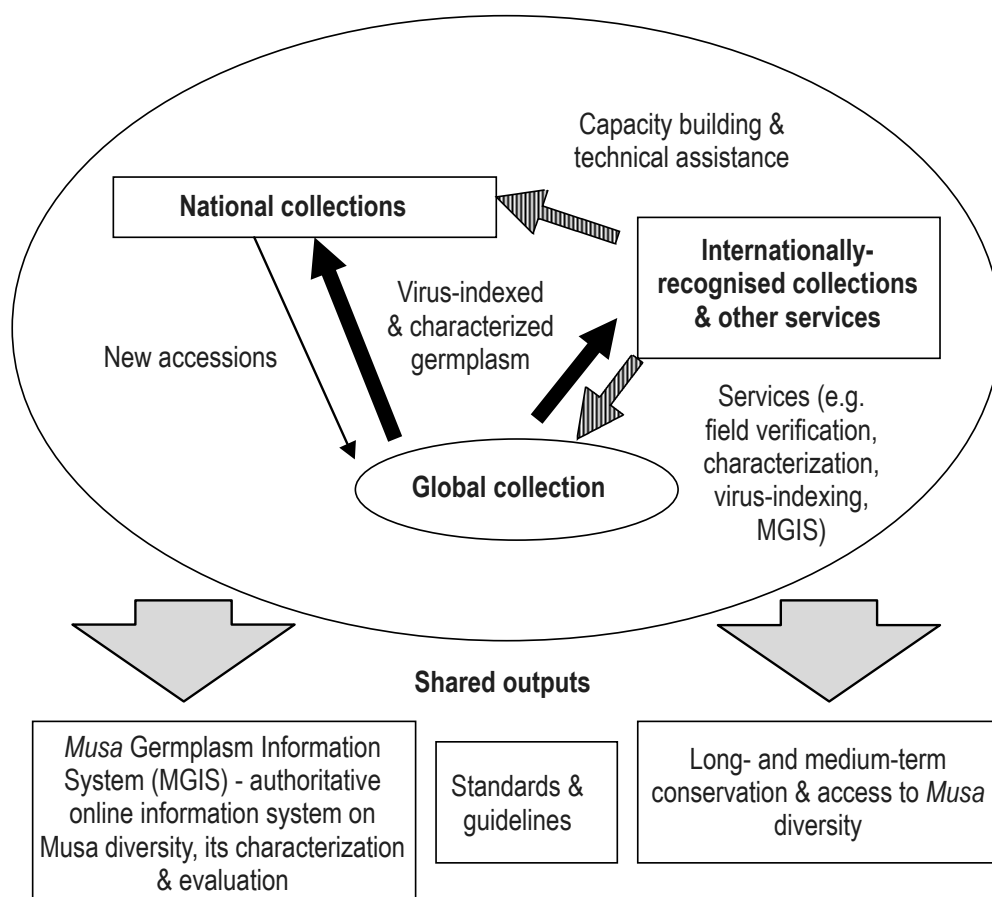 Capacity building &
technical assistance
National collections
Internationally-
recognised collections
& other services
Virus-indexed
& characterized
germplasm
New accessions
Services (e.g.
field verification,
characterization,
virus-indexing,
MGIS)
Global collection
Shared outputs
Musa Germplasm Information
System (MGIS) - authoritative
online information system on
Musa diversity, its characterization
& evaluation
Standards &
guidelines
Long- and medium-term
conservation & access to Musa
diversity